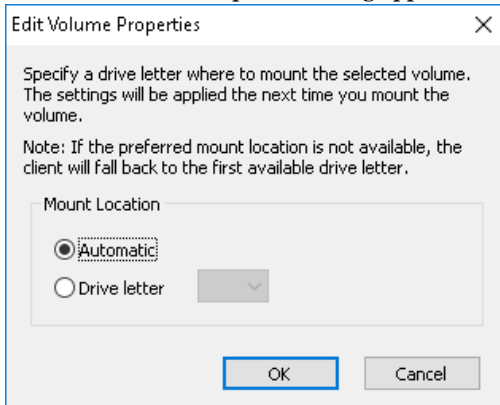 Edit Volume Properties
Specify a drive letter where to mount the selected volume.
The settings will be applied the next time you mount the
volume.
Note: If the preferred mount location is not available, the
client will fall back to the first available drive letter.
Mount Location
Automatic
Drive letter
OK Cancel